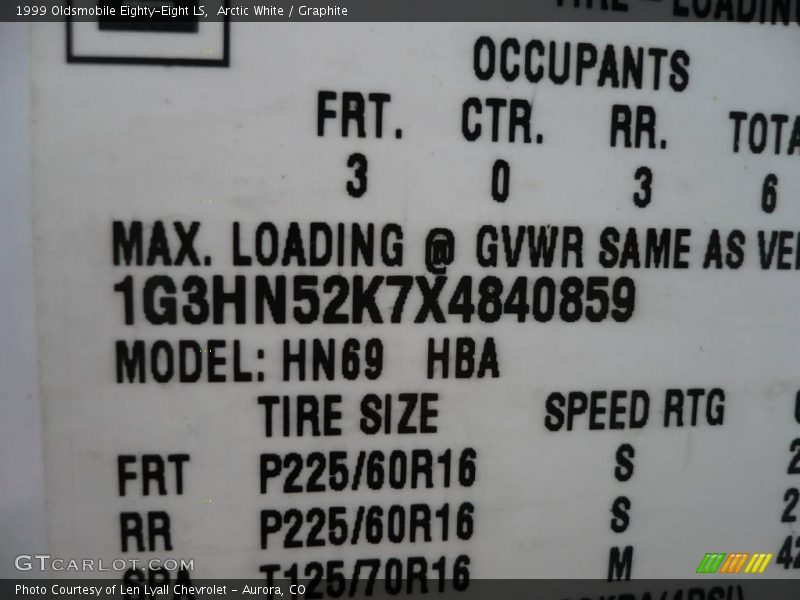 1999 Oldsmobile Eighty-Eight LS, Arctic White / Graphite
OCCUPANTS
FRT. CTR. RR.
3 0 3 6
MAX. LOADING @ GVWR SAME AS
1G3HN52K7X4840859
MODEL: HN69 HBA
TIRE SIZE SPEED RTG
FRT P225/60R16 S
RR P225/60R16 S
SPA T125/70R16 M
GTCARLOT.COM
Photo Courtesy of Len Lyall Chevrolet - Aurora, CO